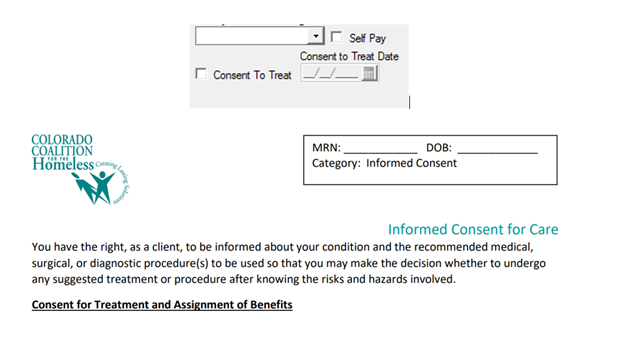 Self Pay
Consent to Treat Date
Consent To Treat __/__/____
COLORADO
COALITION
FOR THE
Homeless Creating Lasting Solutions
MRN: ____________ DOB: _____________
Category: Informed Consent
Informed Consent for Care
You have the right, as a client, to be informed about your condition and the recommended medical,
surgical, or diagnostic procedure(s) to be used so that you may make the decision whether to undergo
any suggested treatment or procedure after knowing the risks and hazards involved.
Consent for Treatment and Assignment of Benefits